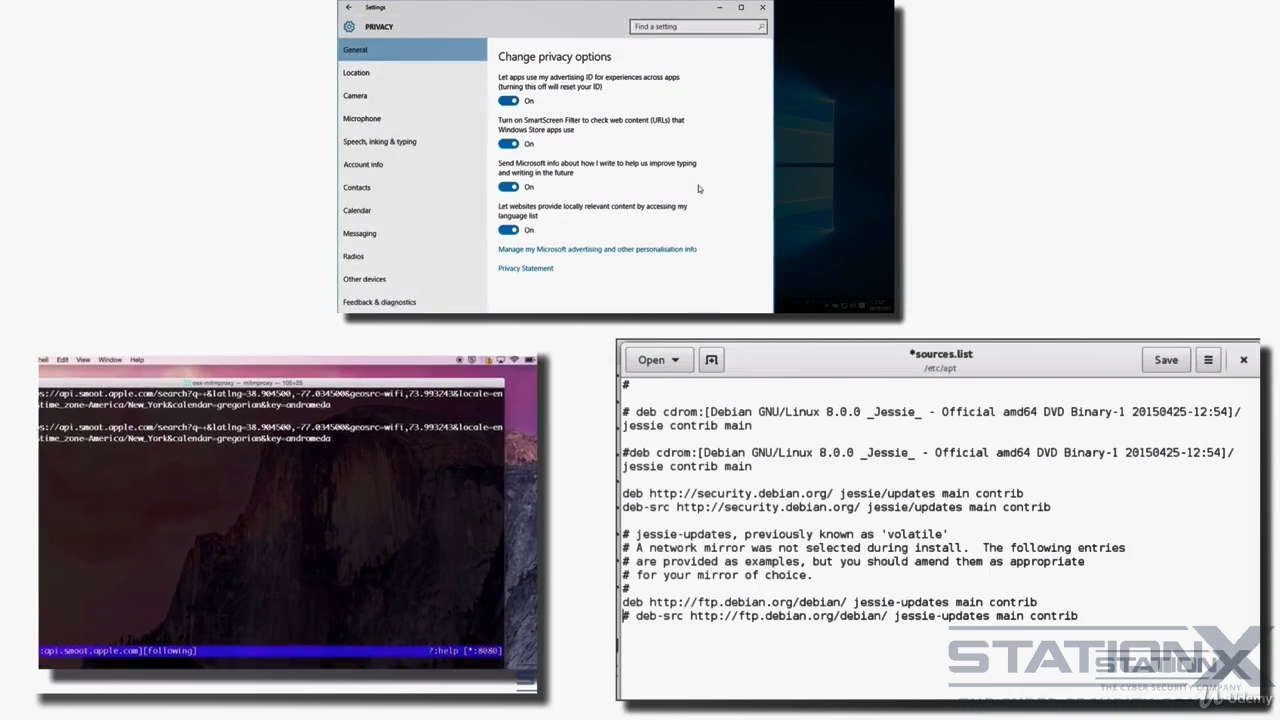 Settings
PRIVACY
Find a setting
General
Location
Camera
Microphone
Speech, inking & typing
Account info
Contacts
Calendar
Messaging
Radios
Other devices
Feedback & diagnostics
Change privacy options
Let apps use my advertising ID for experiences across apps
(turning this off will reset your ID)
On
Turn on SmartScreen Filter to check web content (URLs) that
Windows Store apps use
On
Send Microsoft info about how I write to help us improve typing
and writing in the future
On
Let websites provide locally relevant content by accessing my
language list
On
Manage my Microsoft advertising and other personalisation info
Privacy Statement
hell Edit View Window Help
osx-mitmproxy — mitmproxy — 105×25
s://api.smoot.apple.com/search?q=+&latlng=38.904500,-77.034500&geosrc=wifi,73.993243&locale=en
time_zone=America/New_York&calendar=gregorian&key=andromeda
s://api.smoot.apple.com/search?q=+&latlng=38.904500,-77.034500&geosrc=wifi,73.993243&locale=en
time_zone=America/New_York&calendar=gregorian&key=andromeda
:api.smoot.apple.com][following]
?:help [*:8080]
Open
*sources.list
/etc/apt
Save
#
# deb cdrom:[Debian GNU/Linux 8.0.0 _Jessie_ - Official amd64 DVD Binary-1 20150425-12:54]/
jessie contrib main
#deb cdrom:[Debian GNU/Linux 8.0.0 _Jessie_ - Official amd64 DVD Binary-1 20150425-12:54]/
jessie contrib main
deb http://security.debian.org/ jessie/updates main contrib
deb-src http://security.debian.org/ jessie/updates main contrib
# jessie-updates, previously known as 'volatile'
# A network mirror was not selected during install.  The following entries
# are provided as examples, but you should amend them as appropriate
# for your mirror of choice.
#
deb http://ftp.debian.org/debian/ jessie-updates main contrib
# deb-src http://ftp.debian.org/debian/ jessie-updates main contrib
STATIONX
STATIONX
THE CYBER SECURITY COMPANY
Udemy